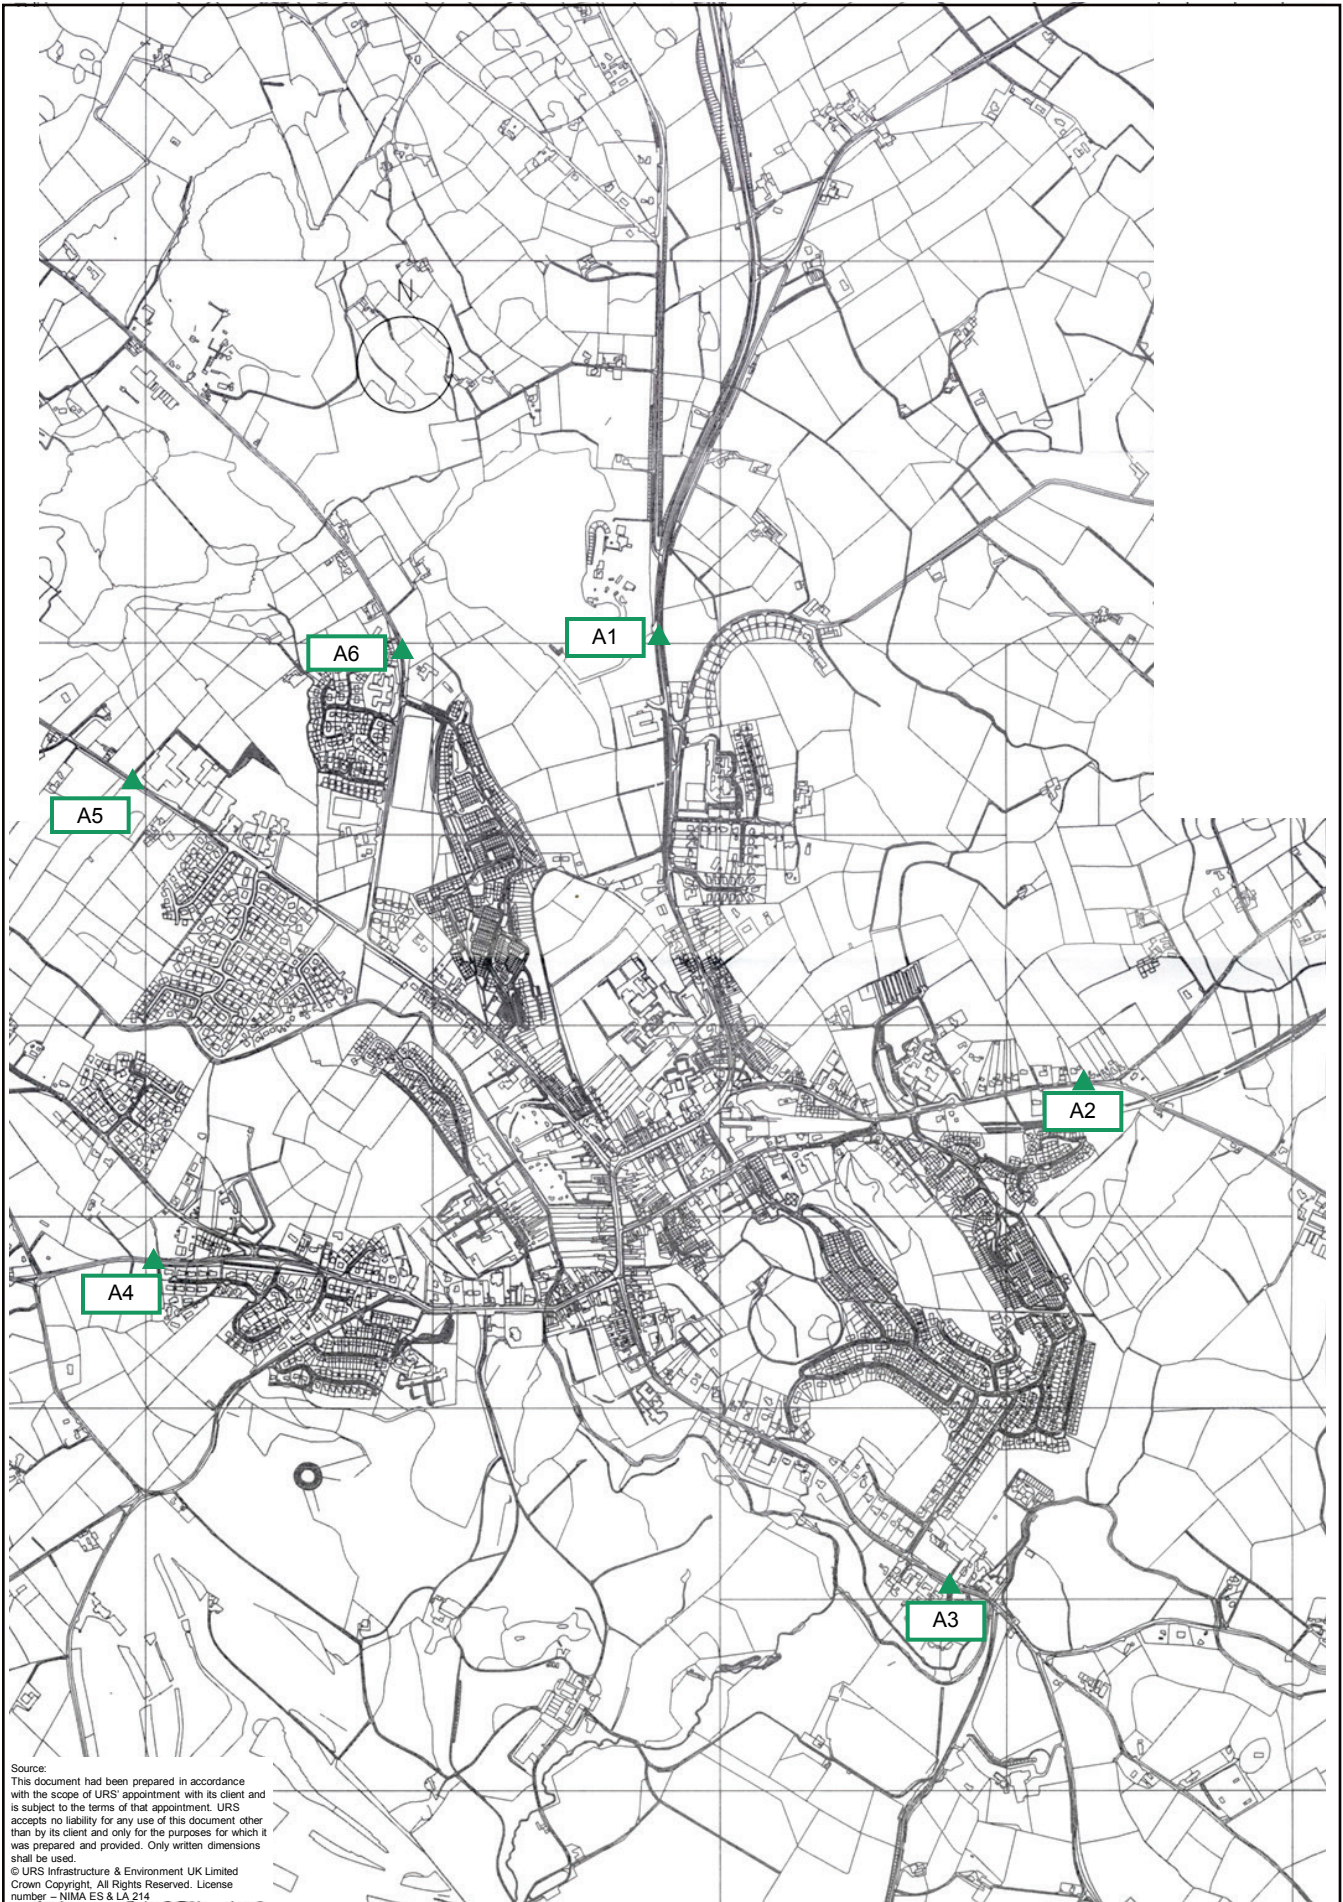 N
A1
A6
A5
A2
A4
A3
Source:
This document had been prepared in accordance
with the scope of URS' appointment with its client and
is subject to the terms of that appointment. URS
accepts no liability for any use of this document other
than by its client and only for the purposes for which it
was prepared and provided. Only written dimensions
shall be used.
© URS Infrastructure & Environment UK Limited
Crown Copyright, All Rights Reserved. License
number – NIMA ES & LA 214